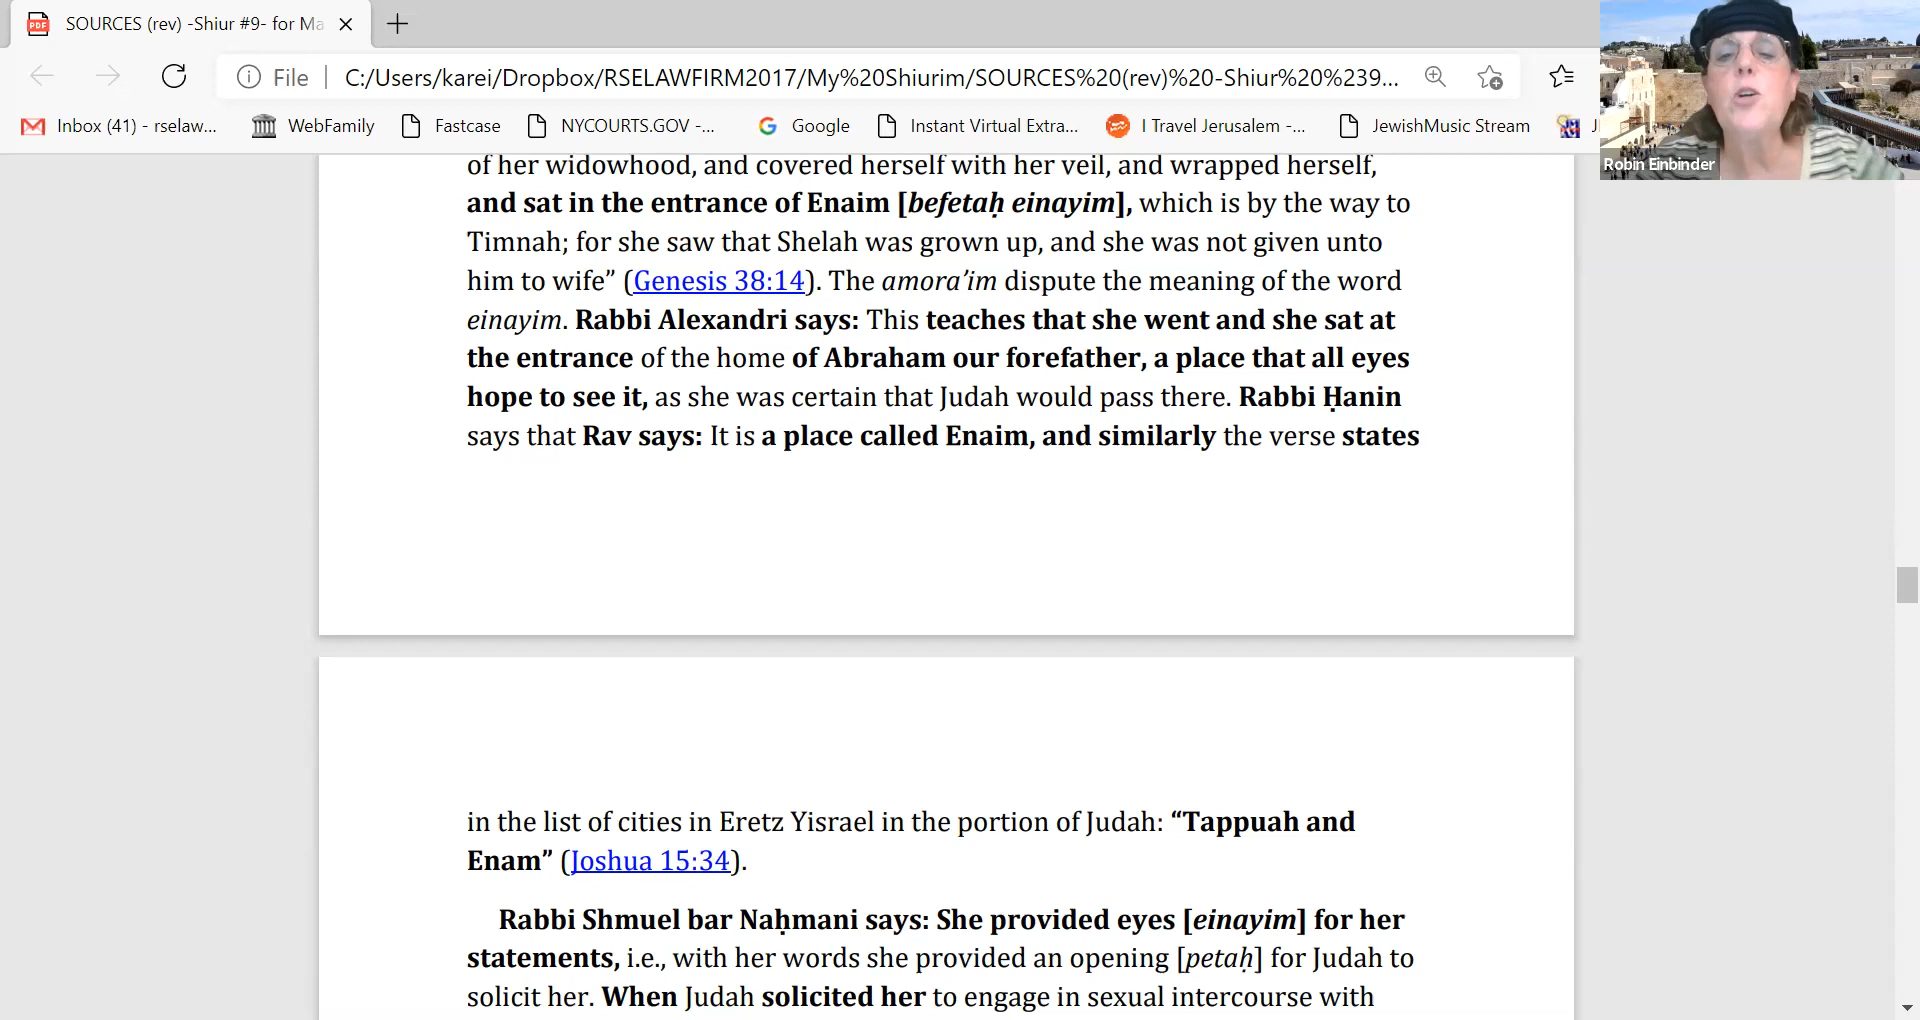 SOURCES (rev) -Shiur #9- for Ma
File
C:/Users/karei/Dropbox/RSELAWFIRM2017/My%20Shiurim/SOURCES%20(rev)%20-Shiur%20%239...
Inbox (41) - rselaw... WebFamily Fastcase NYCOURTS.GOV -... Google Instant Virtual Extra... I Travel Jerusalem -... JewishMusic Stream
Robin Einbinder
of her widowhood, and covered herself with her veil, and wrapped herself,
and sat in the entrance of Enaim [befetaḥ einayim], which is by the way to
Timnah; for she saw that Shelah was grown up, and she was not given unto
him to wife” (Genesis 38:14). The amora’im dispute the meaning of the word
einayim. Rabbi Alexandri says: This teaches that she went and she sat at
the entrance of the home of Abraham our forefather, a place that all eyes
hope to see it, as she was certain that Judah would pass there. Rabbi Ḥanin
says that Rav says: It is a place called Enaim, and similarly the verse states
in the list of cities in Eretz Yisrael in the portion of Judah: “Tappuah and
Enam” (Joshua 15:34).
Rabbi Shmuel bar Naḥmani says: She provided eyes [einayim] for her
statements, i.e., with her words she provided an opening [petaḥ] for Judah to
solicit her. When Judah solicited her to engage in sexual intercourse with